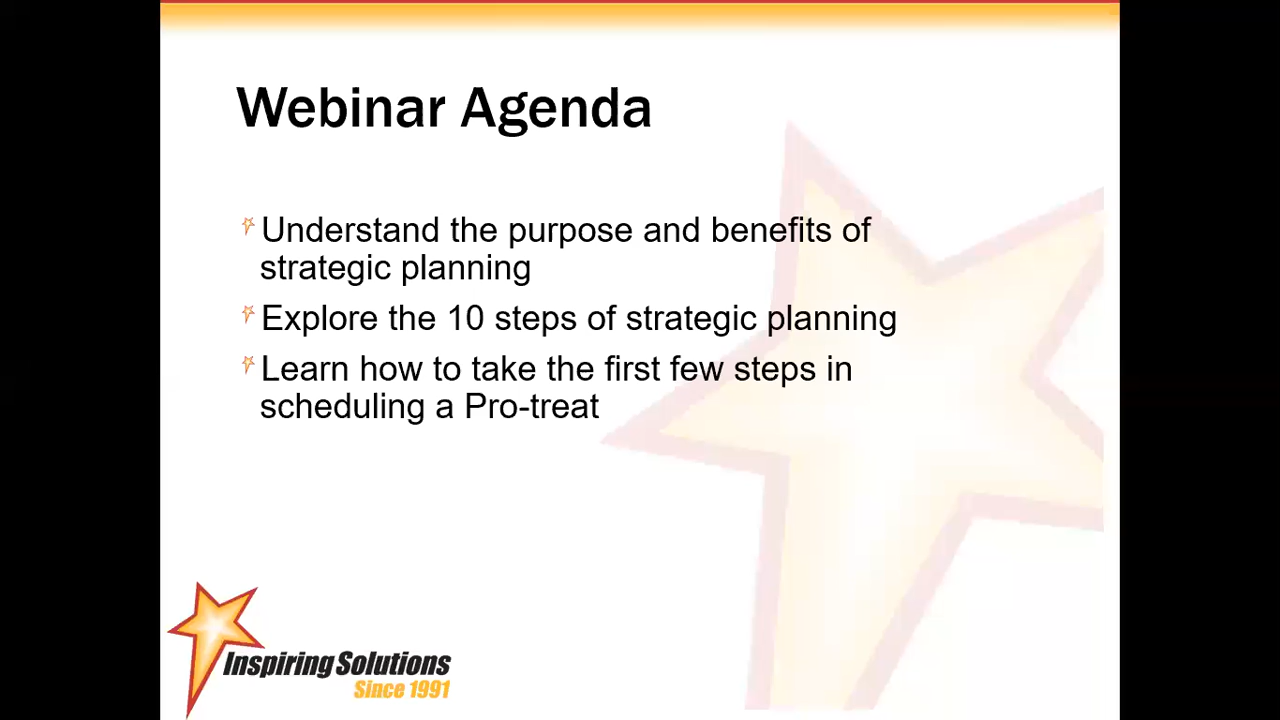 Webinar Agenda
Understand the purpose and benefits of
strategic planning
Explore the 10 steps of strategic planning
Learn how to take the first few steps in
scheduling a Pro-treat
Inspiring Solutions
Since 1991